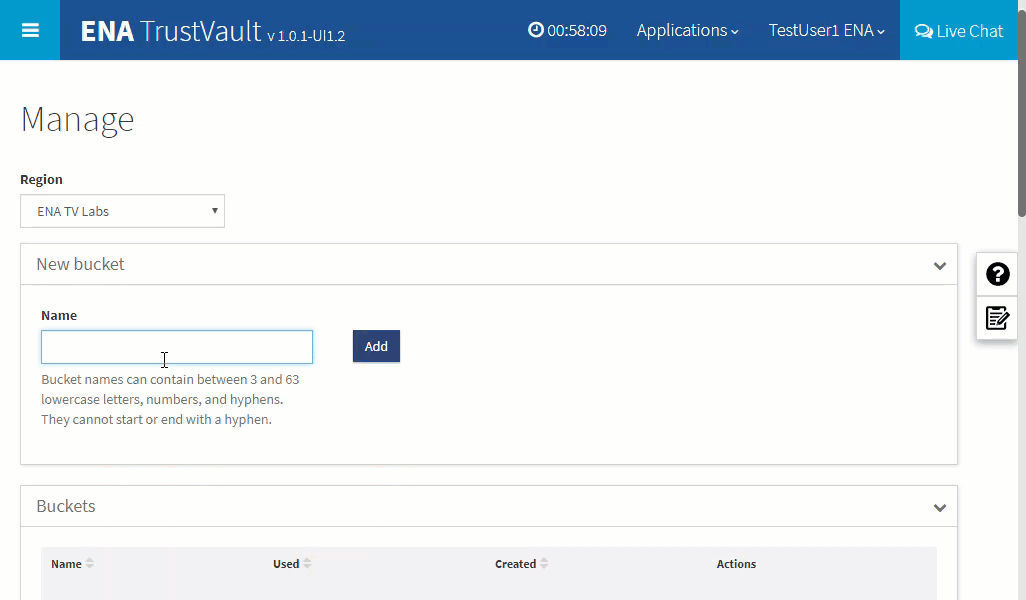 ENA TrustVault v 1.0.1-UI1.2
00:58:09
Applications
TestUser1 ENA
Live Chat
Manage
Region
ENA TV Labs
New bucket
Name
Add
Bucket names can contain between 3 and 63
lowercase letters, numbers, and hyphens.
They cannot start or end with a hyphen.
Buckets
Name Used Created Actions